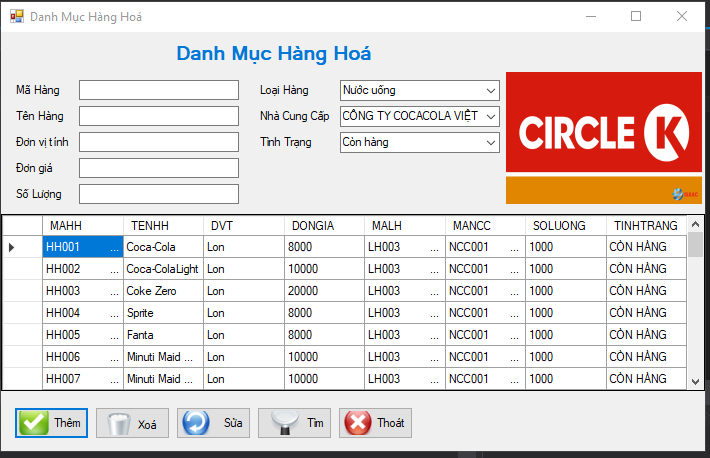 Danh Mục Hàng Hoá
Danh Mục Hàng Hoá
Mã Hàng
Tên Hàng
Đơn vị tính
Đơn giá
Số Lượng
Loại Hàng Nước uống
Nhà Cung Cấp CÔNG TY COCACOLA VIỆT
Tình Trạng Còn hàng
CIRCLE K
MAHH TENHH DVT DONGIA MALH MANCC SOLUONG TINHTRANG
HH001 ... Coca-Cola Lon 8000 LH003 ... NCC001 ... 1000 CÒN HÀNG
HH002 ... Coca-ColaLight Lon 10000 LH003 ... NCC001 ... 1000 CÒN HÀNG
HH003 ... Coke Zero Lon 20000 LH003 ... NCC001 ... 1000 CÒN HÀNG
HH004 ... Sprite Lon 8000 LH003 ... NCC001 ... 1000 CÒN HÀNG
HH005 ... Fanta Lon 8000 LH003 ... NCC001 ... 1000 CÒN HÀNG
HH006 ... Minuti Maid ... Lon 10000 LH003 ... NCC001 ... 1000 CÒN HÀNG
HH007 ... Minuti Maid ... Lon 10000 LH003 ... NCC001 ... 1000 CÒN HÀNG
Thêm Xoá Sửa Tìm Thoát